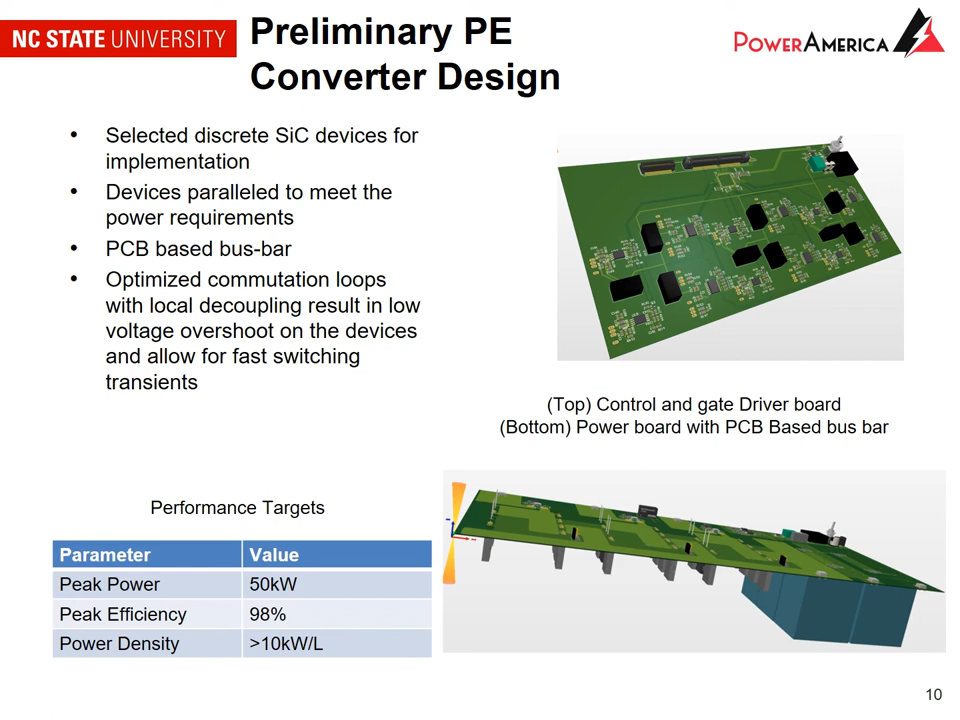 NC STATE UNIVERSITY
Preliminary PE
Converter Design
POWERAMERICA
• Selected discrete SiC devices for
implementation
• Devices paralleled to meet the
power requirements
• PCB based bus-bar
• Optimized commutation loops
with local decoupling result in low
voltage overshoot on the devices
and allow for fast switching
transients
(Top) Control and gate Driver board
(Bottom) Power board with PCB Based bus bar
Performance Targets
Parameter Value
Peak Power 50kW
Peak Efficiency 98%
Power Density >10kW/L
10